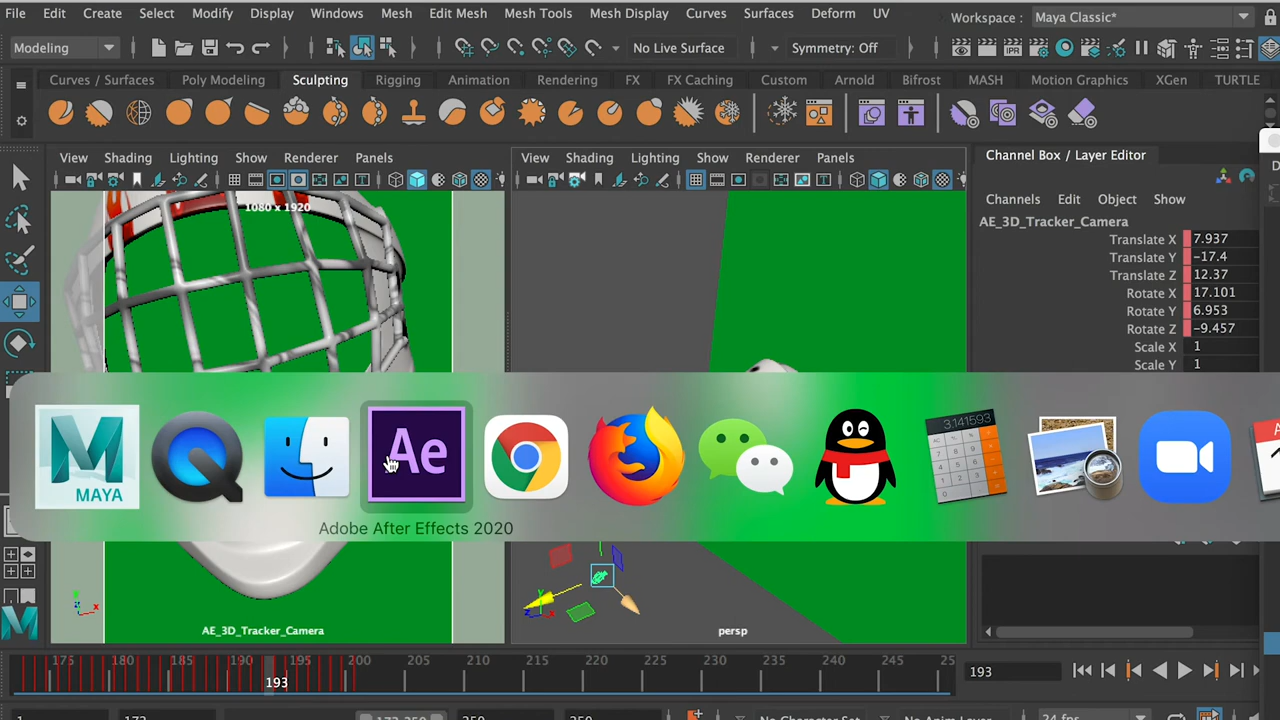 File Edit Create Select Modify Display Windows Mesh Edit Mesh Mesh Tools Mesh Display Curves Surfaces Deform UV Workspace : Maya Classic*
Modeling No Live Surface Symmetry: Off
Curves / Surfaces Poly Modeling Sculpting Rigging Animation Rendering FX FX Caching Custom Arnold Bifrost MASH Motion Graphics XGen TURTLE
View Shading Lighting Show Renderer Panels
View Shading Lighting Show Renderer Panels
Channel Box / Layer Editor
Channels Edit Object Show
1080 x 1920
AE_3D_Tracker_Camera
Translate X 7.937
Translate Y -17.4
Translate Z 12.37
Rotate X 17.101
Rotate Y 6.953
Rotate Z -9.457
Scale X 1
Scale Y 1
MAYA
Ae
3.141593
Adobe After Effects 2020
AE_3D_Tracker_Camera
persp
175 180 185 190 200 205 210 215 220 225 230 235 240 245 25
193
193